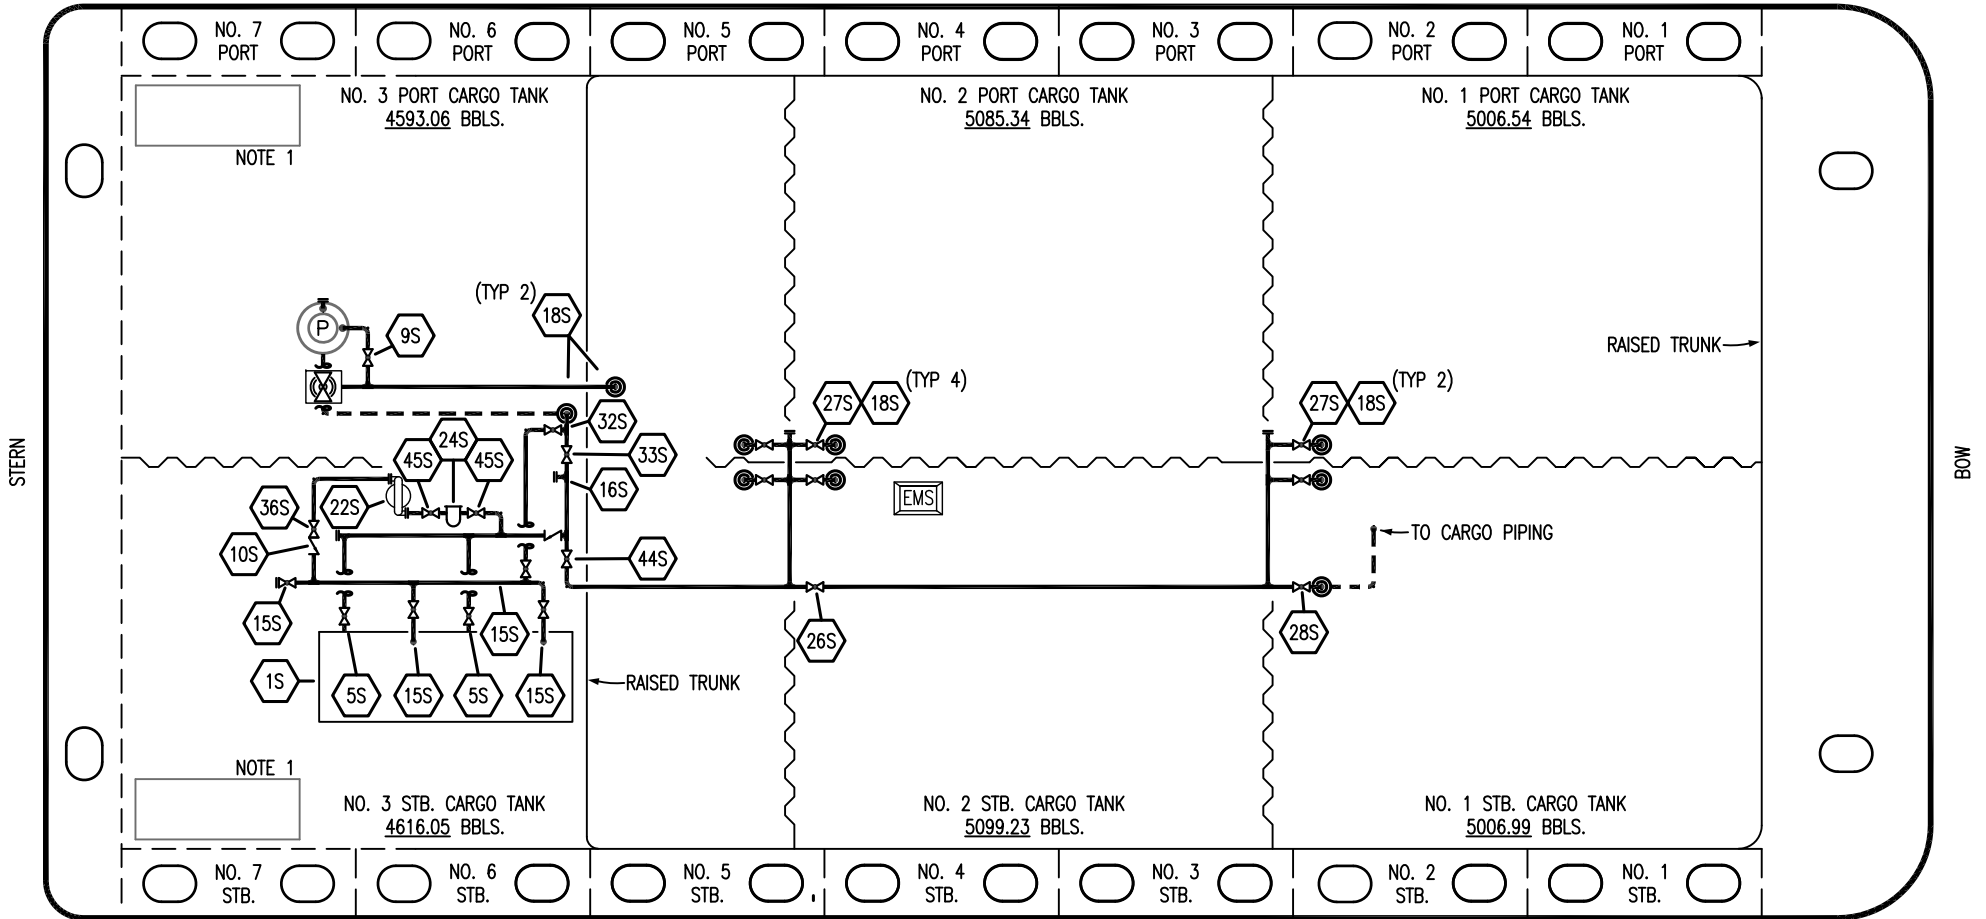 NO. 7
PORT
NO. 6
PORT
NO. 5
PORT
NO. 4
PORT
NO. 3
PORT
NO. 2
PORT
NO. 1
PORT
NO. 3 PORT CARGO TANK
4593.06 BBLS.
NO. 2 PORT CARGO TANK
5085.34 BBLS.
NO. 1 PORT CARGO TANK
5006.54 BBLS.
NOTE 1
(TYP 2)
18S
P
9S
RAISED TRUNK
27S
18S
(TYP 4)
27S
18S
(TYP 2)
32S
24S
45S
45S
33S
STERN
BOW
16S
36S
22S
EMS
TO CARGO PIPING
10S
44S
15S
15S
26S
28S
1S
5S
15S
5S
15S
RAISED TRUNK
NOTE 1
NO. 3 STB. CARGO TANK
4616.05 BBLS.
NO. 2 STB. CARGO TANK
5099.23 BBLS.
NO. 1 STB. CARGO TANK
5006.99 BBLS.
NO. 7
STB.
NO. 6
STB.
NO. 5
STB.
NO. 4
STB.
NO. 3
STB.
NO. 2
STB.
NO. 1
STB.